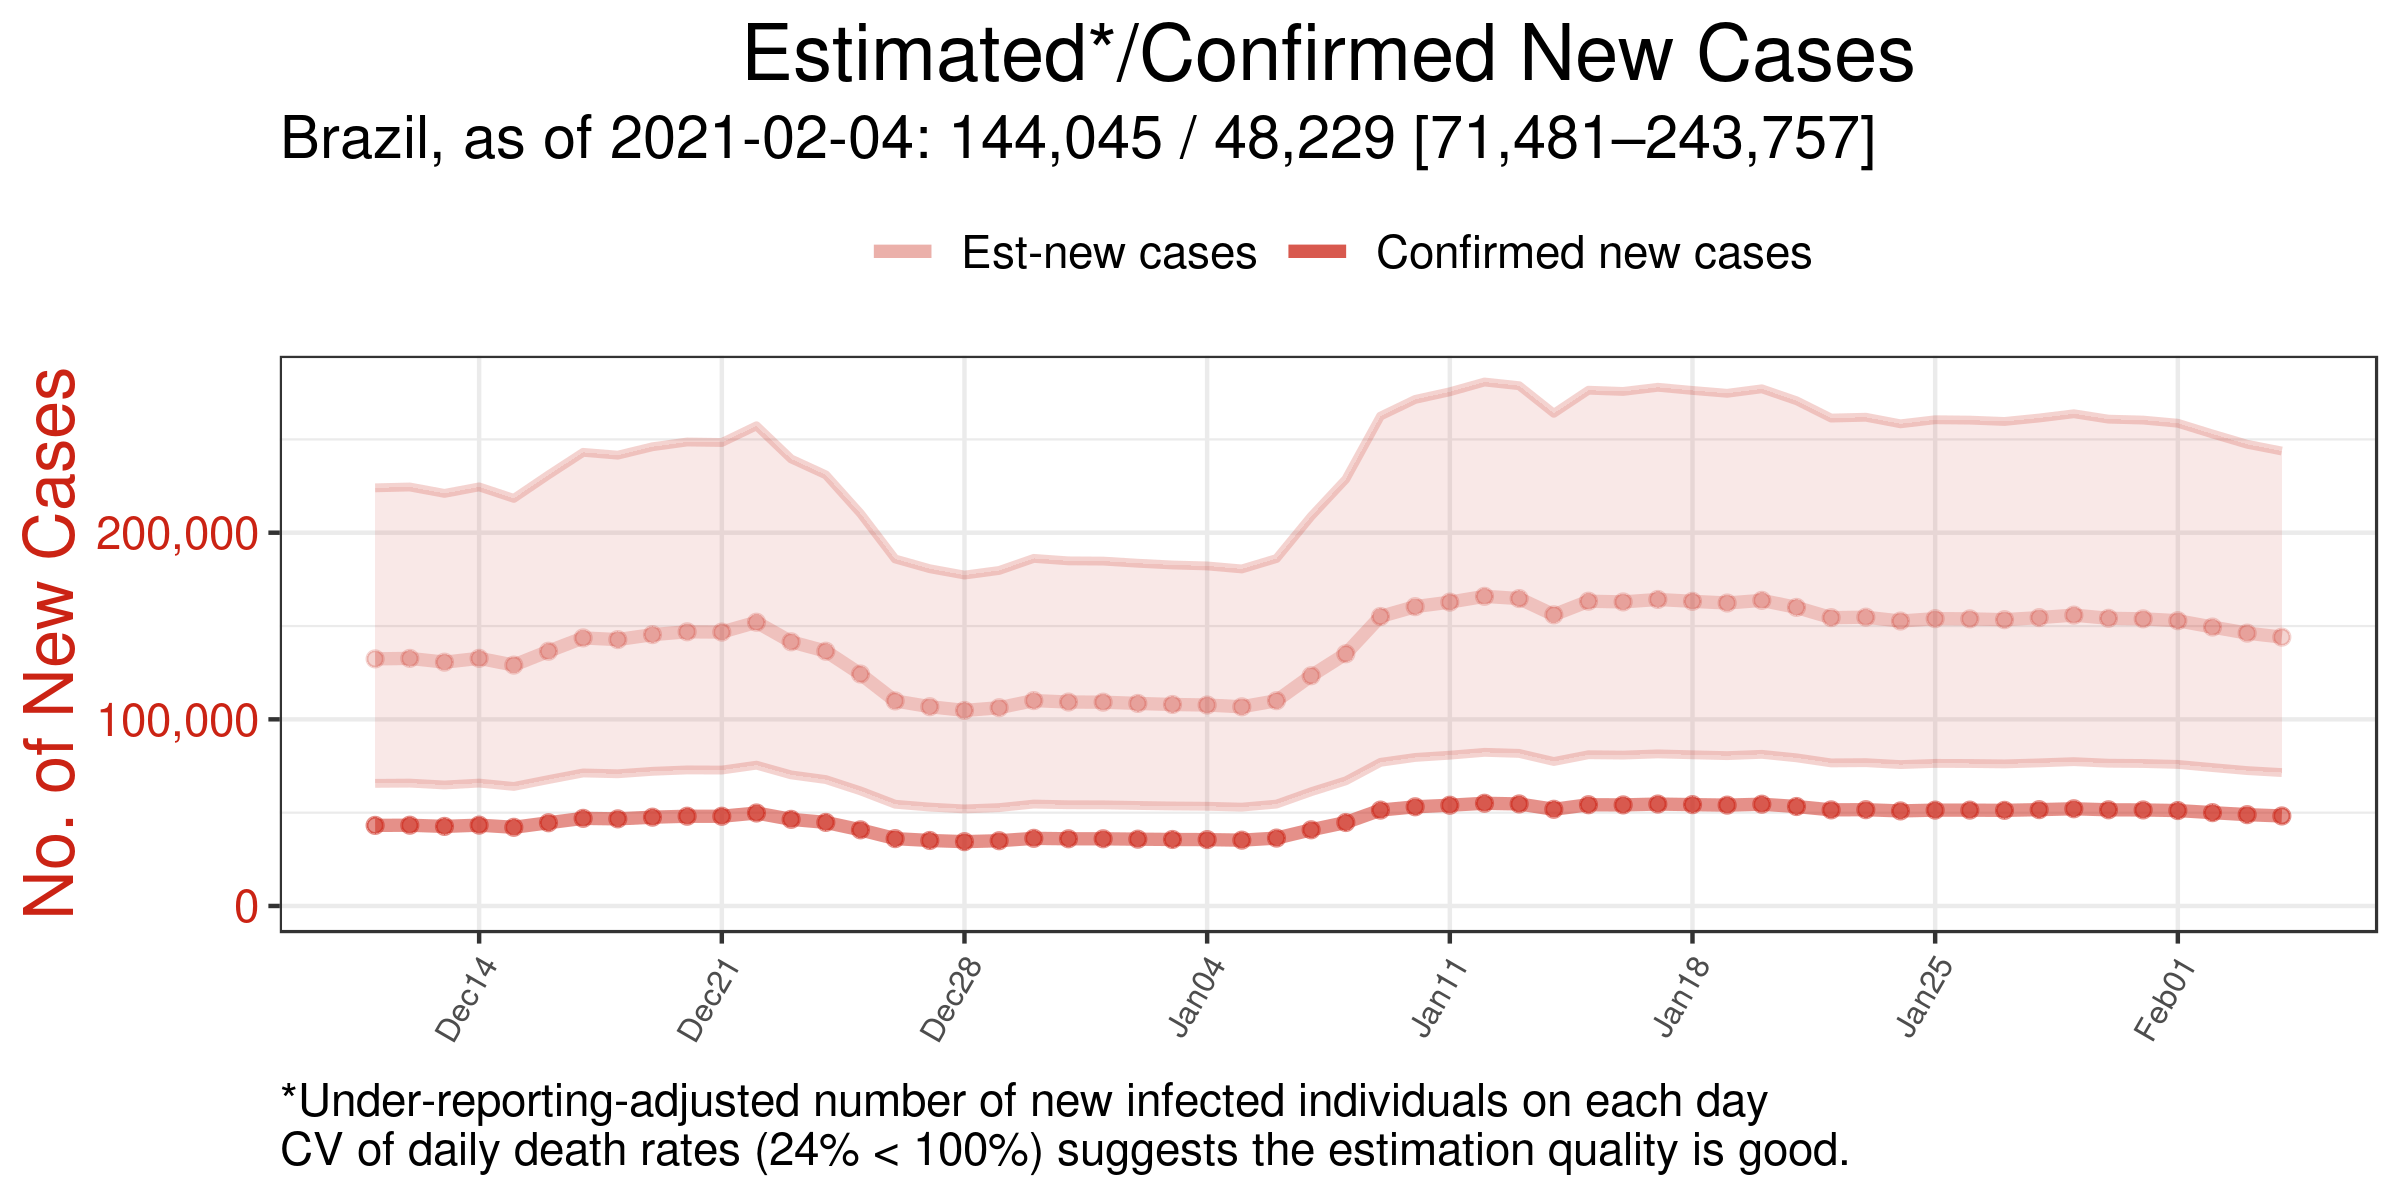 Estimated*/Confirmed New Cases
Brazil, as of 2021-02-04: 144,045 / 48,229 [71,481–243,757]
Est-new cases Confirmed new cases
No. of New Cases
200,000
100,000
0
Dec14 Dec21 Dec28 Jan04 Jan11 Jan18 Jan25 Feb01
*Under-reporting-adjusted number of new infected individuals on each day
CV of daily death rates (24% < 100%) suggests the estimation quality is good.